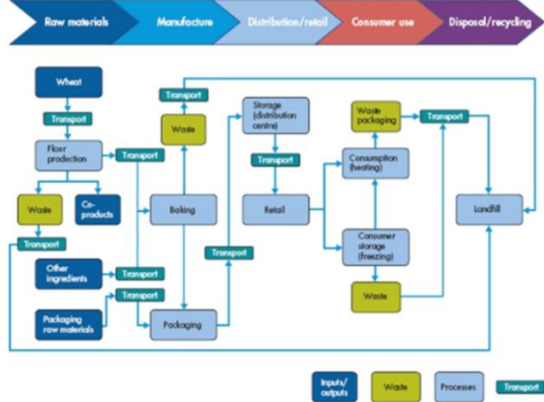 Raw materials
Manufacture
Distribution/retail
Consumer use
Disposal/recycling
Wheat
Transport
Flour
production
Transport
Waste
Co-
products
Transport
Other
ingredients
Transport
Packaging
raw materials
Transport
Transport
Waste
Baking
Packaging
Transport
Storage
(distribution
centre)
Transport
Retail
Waste
packaging
Transport
Consumption
(heating)
Consumer
storage
(freezing)
Waste
Landfill
Inputs/
outputs
Waste
Processes
Transport